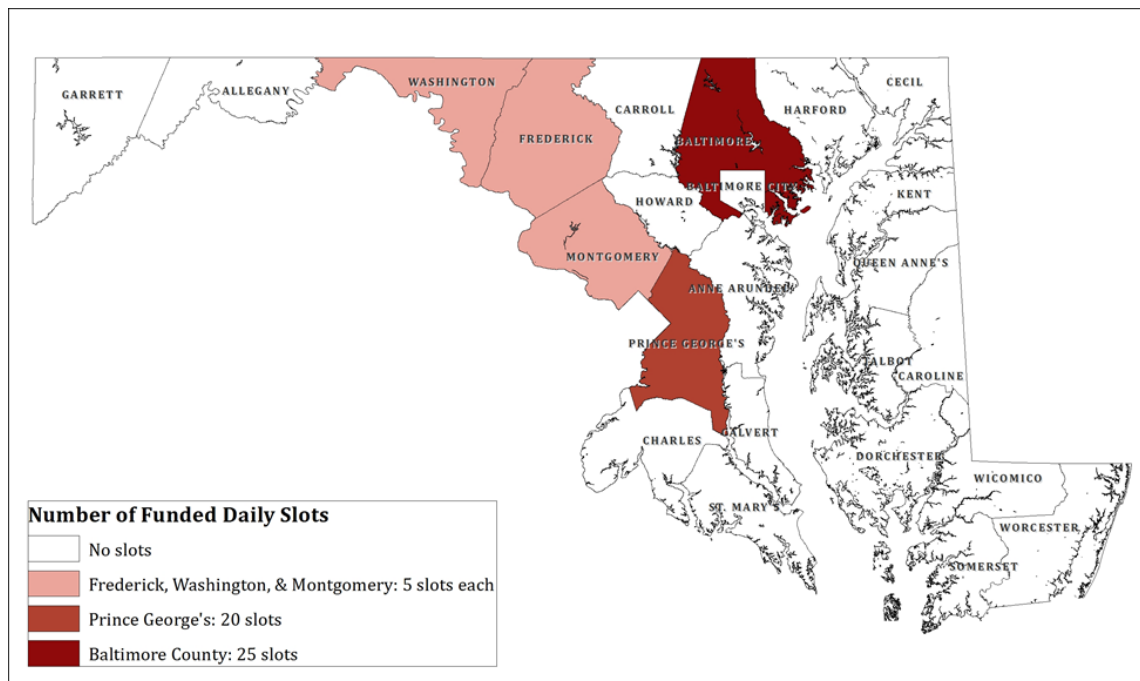 WASHINGTON
CECIL
GARRETT
ALLEGANY
CARROLL
HARFORD
FREDERICK
BALTIMORE
BALTIMORE CITY
HOWARD
KENT
MONTGOMERY
QUEEN ANNE'S
ANNE ARUNDEL
PRINCE GEORGE'S
TALBOT
CAROLINE
CHARLES
CALVERT
DORCHESTER
WICOMICO
ST. MARY'S
WORCESTER
SOMERSET
Number of Funded Daily Slots
No slots
Frederick, Washington, & Montgomery: 5 slots each
Prince George's: 20 slots
Baltimore County: 25 slots